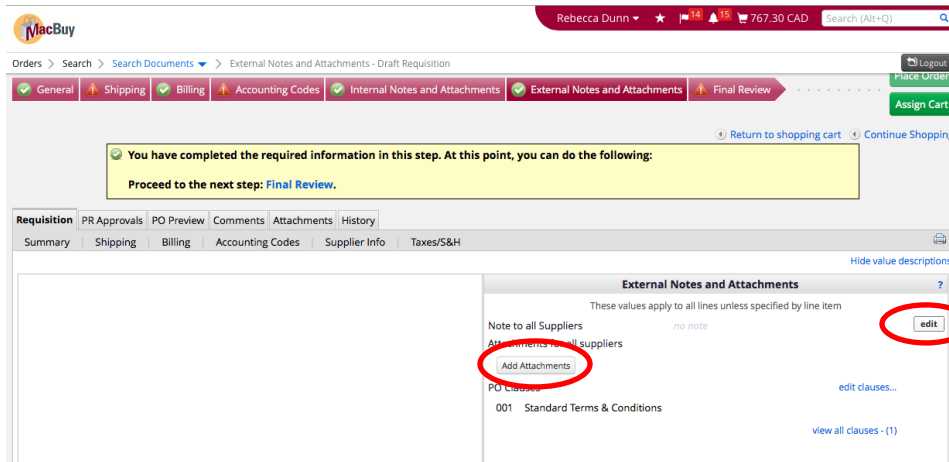 MacBuy
Rebecca Dunn 14 15 767.30 CAD Search (Alt+Q)
Orders > Search > Search Documents > External Notes and Attachments - Draft Requisition
Logout
General Shipping Billing Accounting Codes Internal Notes and Attachments External Notes and Attachments Final Review
Place Order
Assign Cart
Return to shopping cart Continue Shopping
You have completed the required information in this step. At this point, you can do the following:
Proceed to the next step: Final Review.
Requisition PR Approvals PO Preview Comments Attachments History
Summary Shipping Billing Accounting Codes Supplier Info Taxes/S&H
Hide value descriptions
External Notes and Attachments ?
These values apply to all lines unless specified by line item
Note to all Suppliers no note edit
Attachments for all suppliers
Add Attachments
PO Clauses edit clauses...
001 Standard Terms & Conditions
view all clauses - (1)